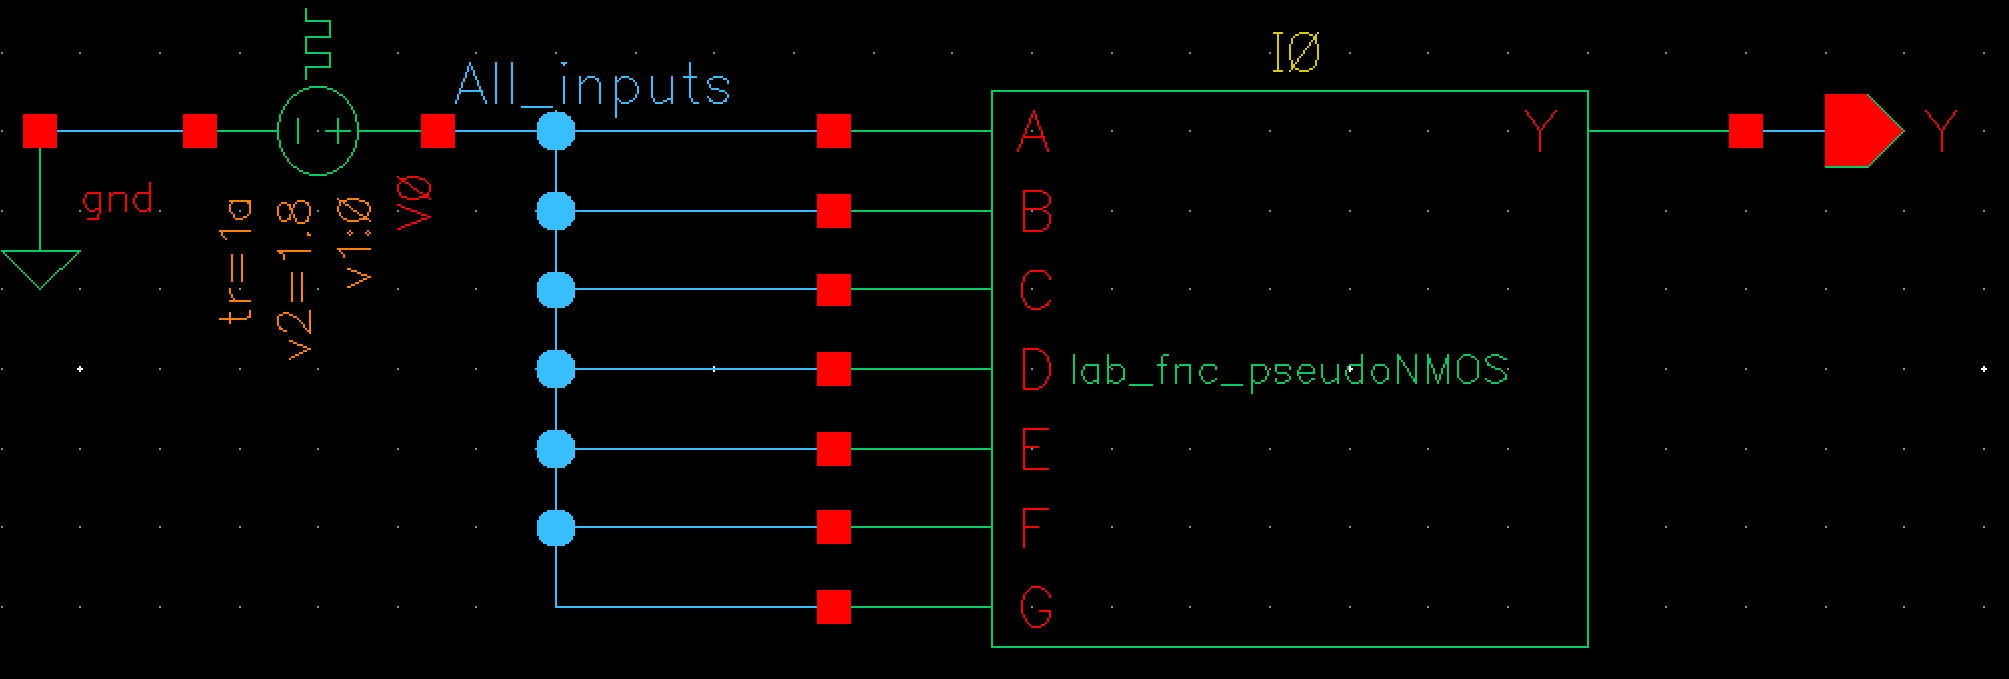 I0
All_inputs
A
Y
Y
gnd
V0
tr=1a
v2=1.8
v1:0
B
C
D
lab_fnc_pseudoNMOS
E
F
G